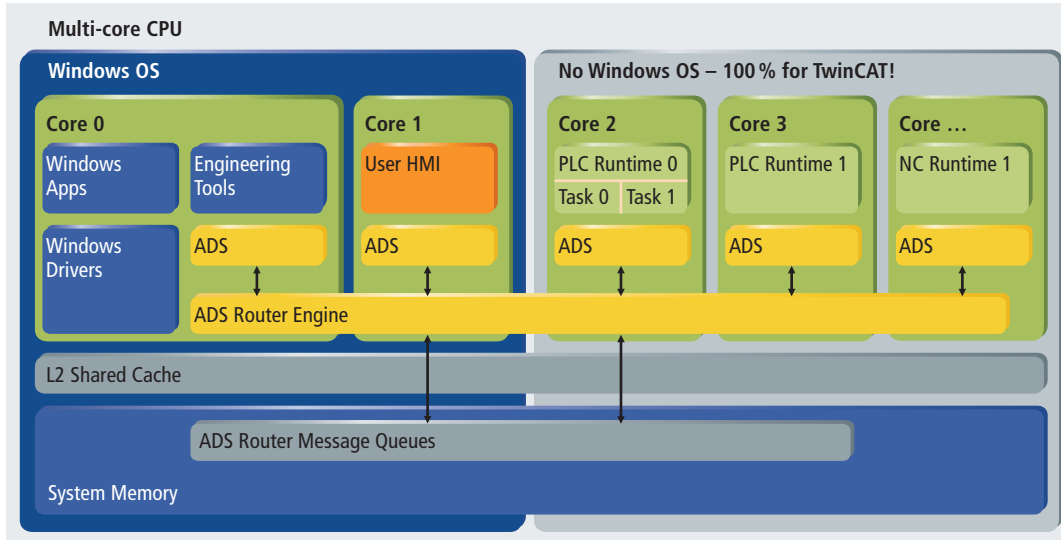 Multi-core CPU
Windows OS
No Windows OS – 100 % for TwinCAT!
Core 0
Core 1
Core 2
Core 3
Core …
Windows
Apps
Engineering
Tools
User HMI
PLC Runtime 0
Task 0
Task 1
PLC Runtime 1
NC Runtime 1
Windows
Drivers
ADS
ADS
ADS
ADS
ADS
ADS Router Engine
L2 Shared Cache
ADS Router Message Queues
System Memory